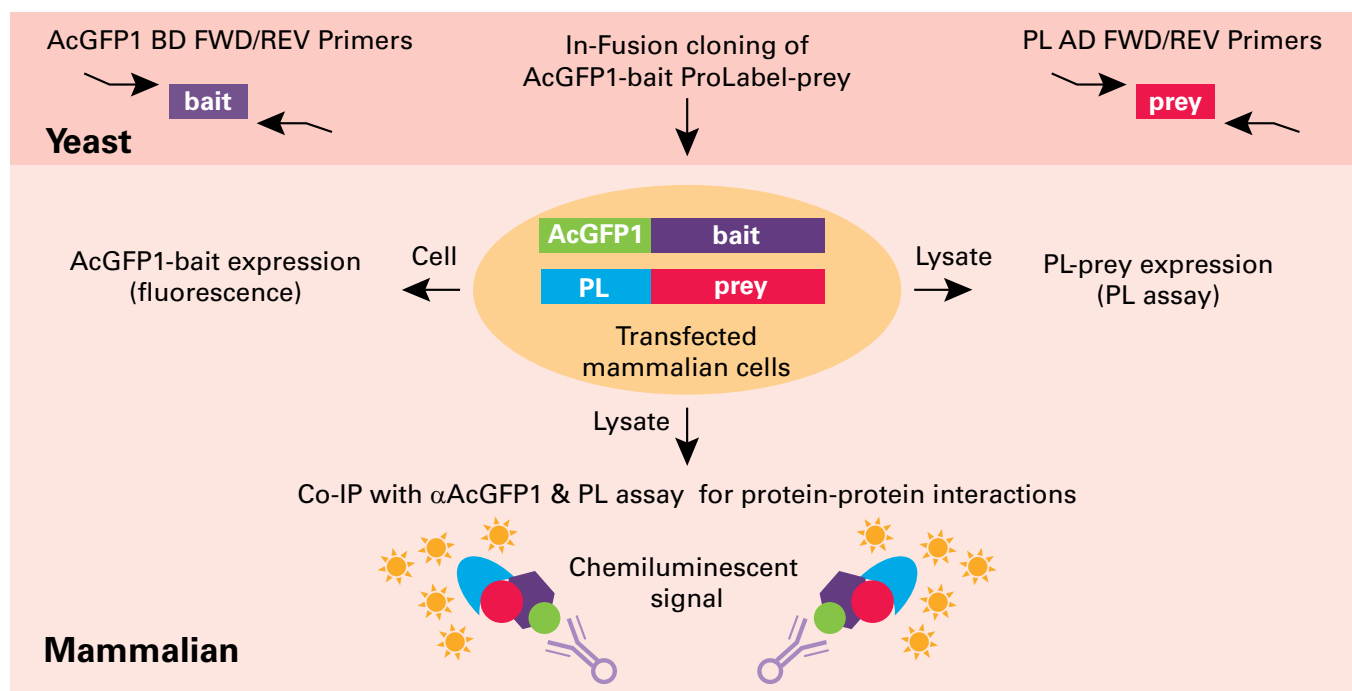 AcGFP1 BD FWD/REV Primers
bait
Yeast
In-Fusion cloning of
AcGFP1-bait ProLabel-prey
PL AD FWD/REV Primers
prey
AcGFP1-bait expression
(fluorescence)
Cell
AcGFP1 bait
PL prey
Transfected
mammalian cells
Lysate
PL-prey expression
(PL assay)
Lysate
Co-IP with αAcGFP1 & PL assay for protein-protein interactions
Chemiluminescent
signal
Mammalian